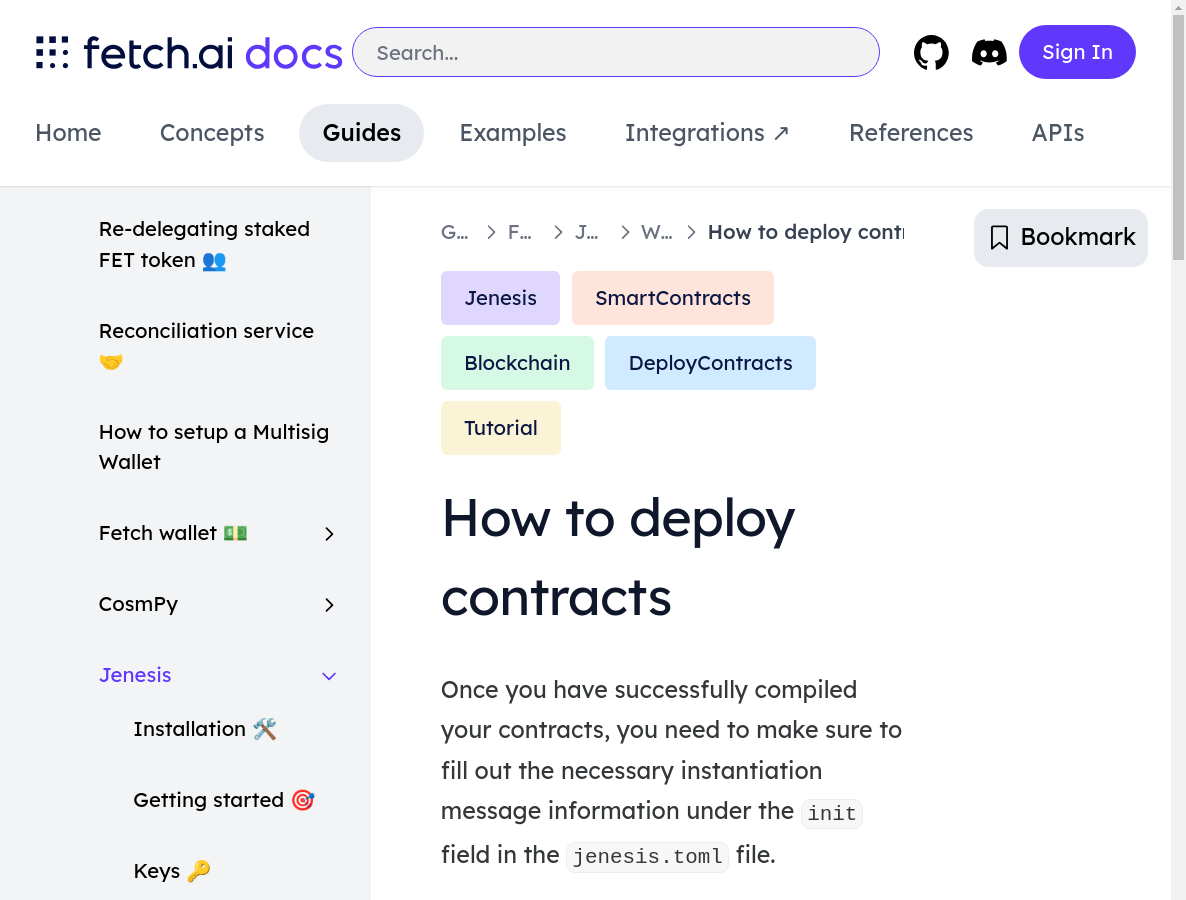 fetch.ai docs
Search...
Sign In
Home Concepts Guides Examples Integrations ↗ References APIs
Re-delegating staked
FET token 👥
Reconciliation service
🤝
How to setup a Multisig
Wallet
Fetch wallet 💵
CosmPy
Jenesis
Installation 🛠️
Getting started 🎯
Keys 🔑
G... > F... > J... > W... > How to deploy contr
Bookmark
Jenesis SmartContracts
Blockchain DeployContracts
Tutorial
How to deploy
contracts
Once you have successfully compiled
your contracts, you need to make sure to
fill out the necessary instantiation
message information under the init
field in the jenesis.toml file.